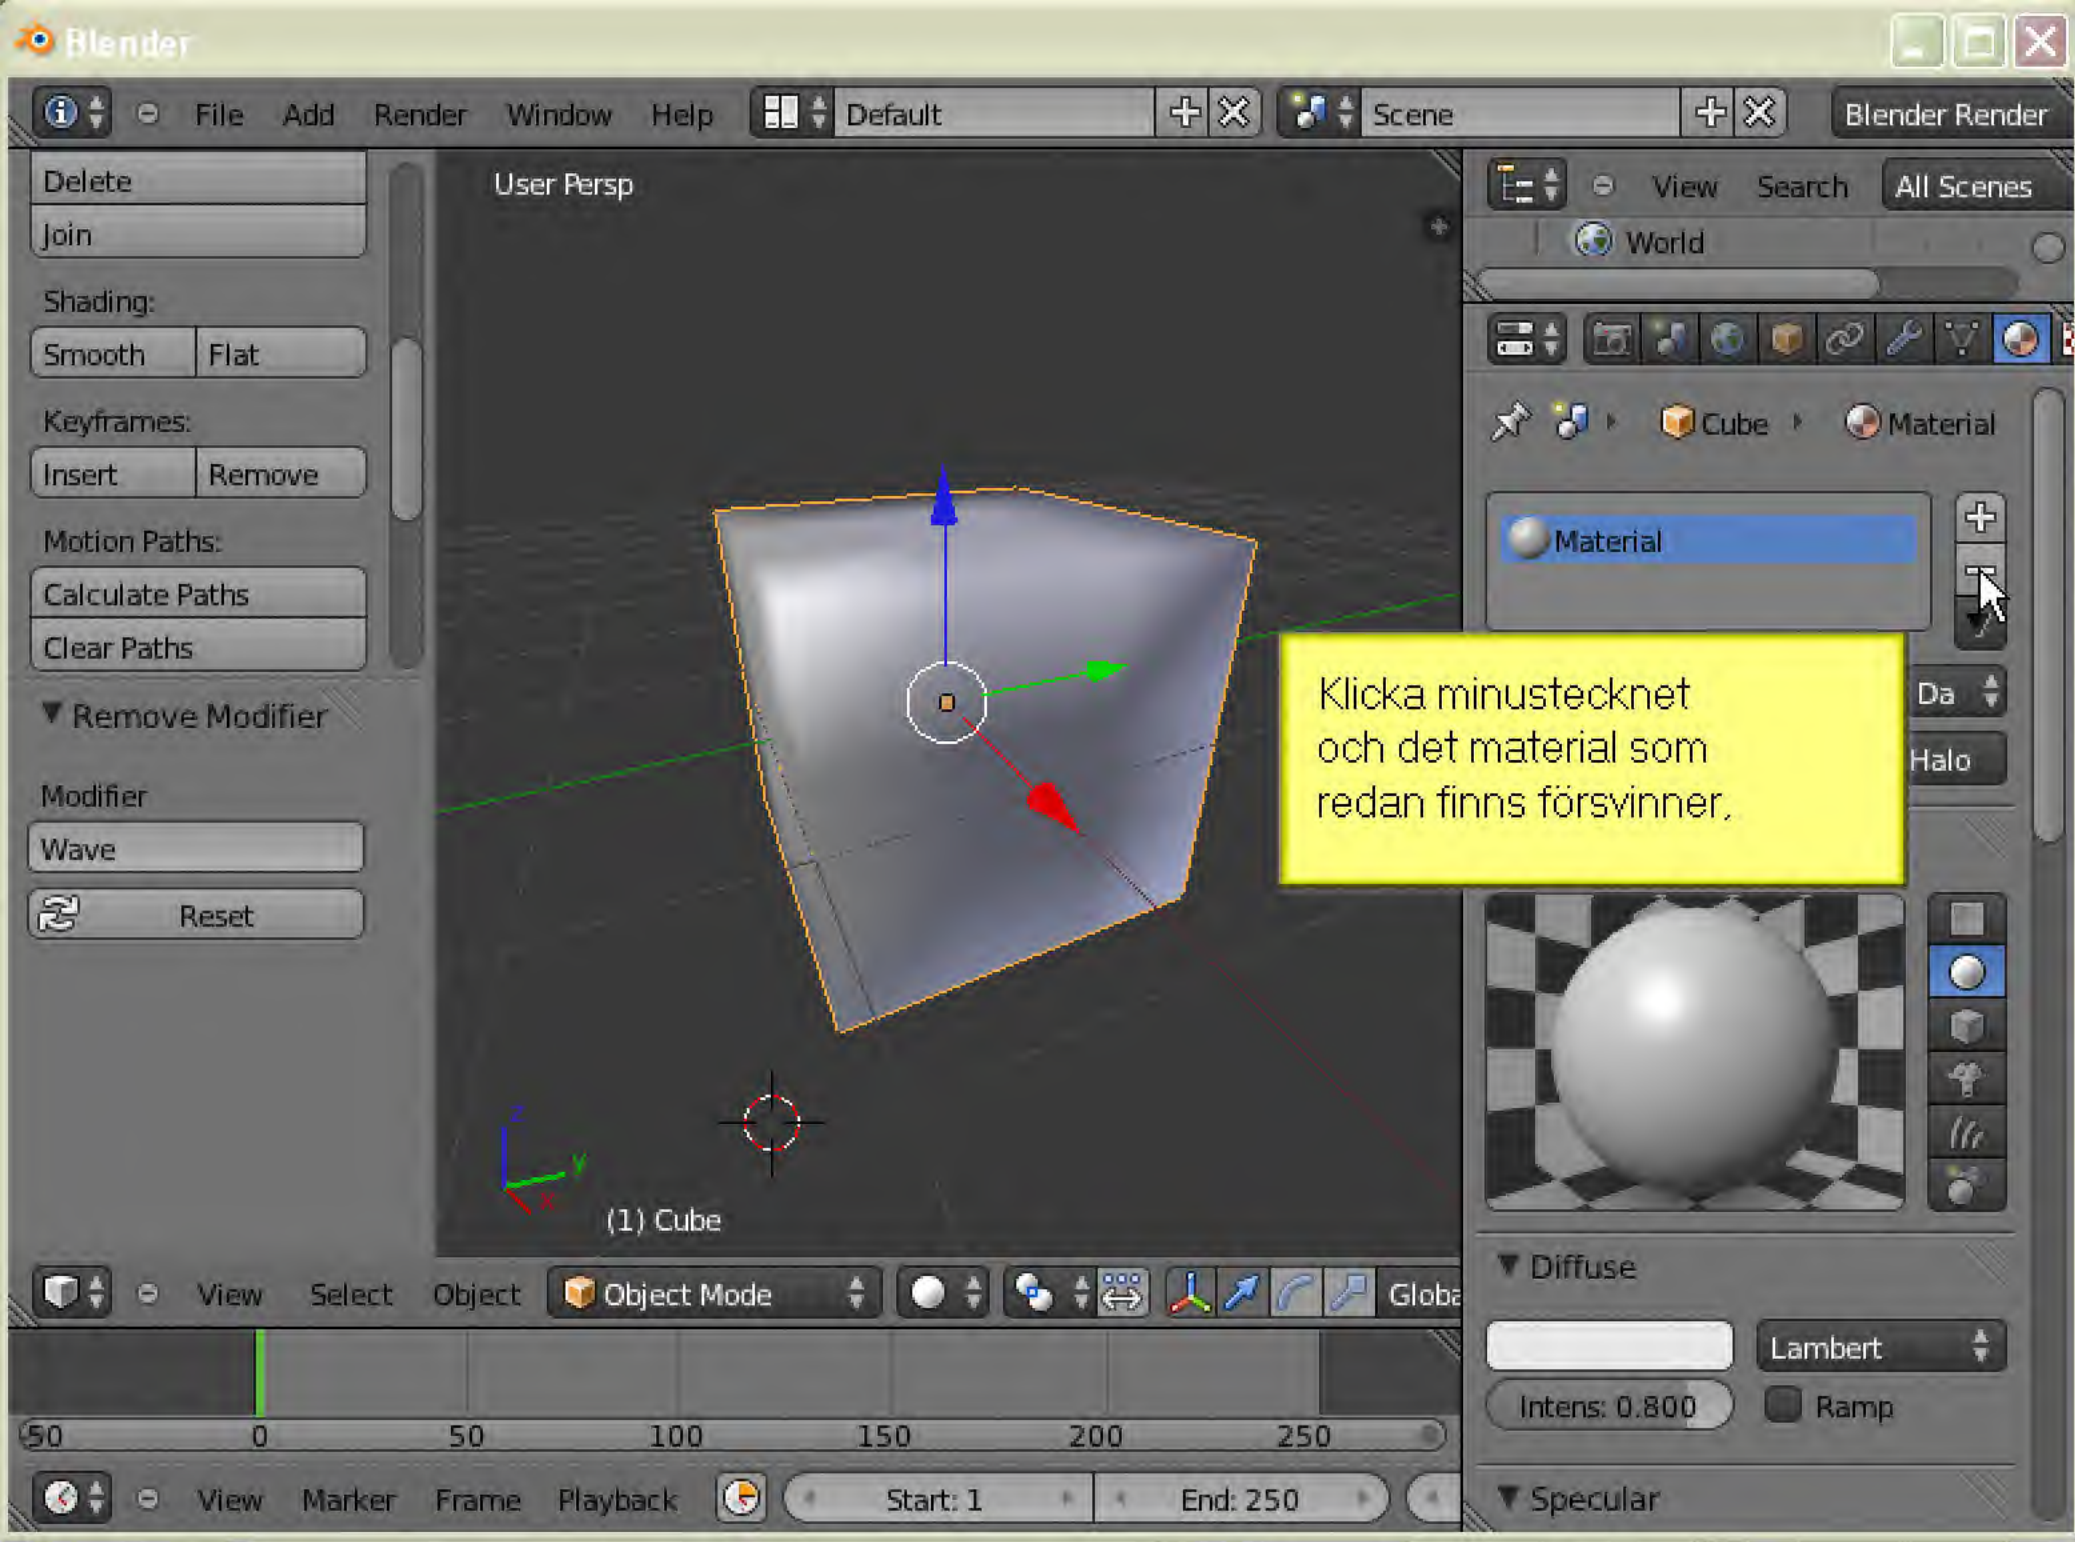 Blender
File Add Render Window Help Default Scene Blender Render
Delete
Join
Shading:
Smooth Flat
Keyframes:
Insert Remove
Motion Paths:
Calculate Paths
Clear Paths
Remove Modifier
Modifier
Wave
Reset
User Persp
z
y
x
(1) Cube
View Search All Scenes
World
Cube Material
Material
Klicka minustecknet
och det material som
redan finns försvinner.
Da
Halo
Diffuse
Lambert
Intens: 0.800 Ramp
Specular
View Select Object Object Mode Globa
-50 0 50 100 150 200 250
View Marker Frame Playback Start: 1 End: 250